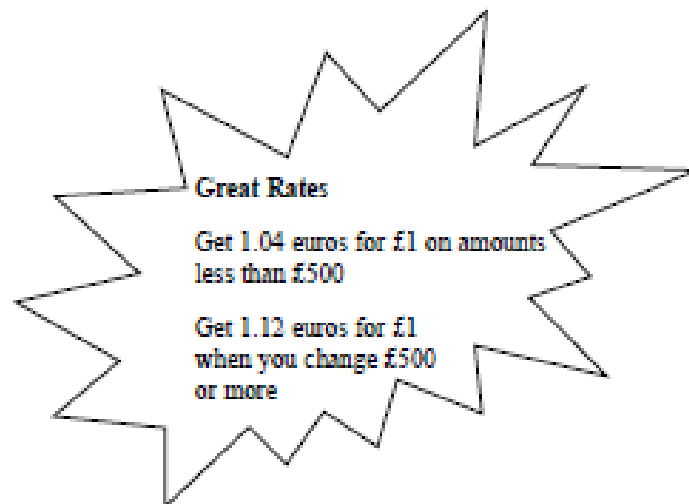 Great Rates
Get 1.04 euros for £1 on amounts
less than £500
Get 1.12 euros for £1
when you change £500
or more